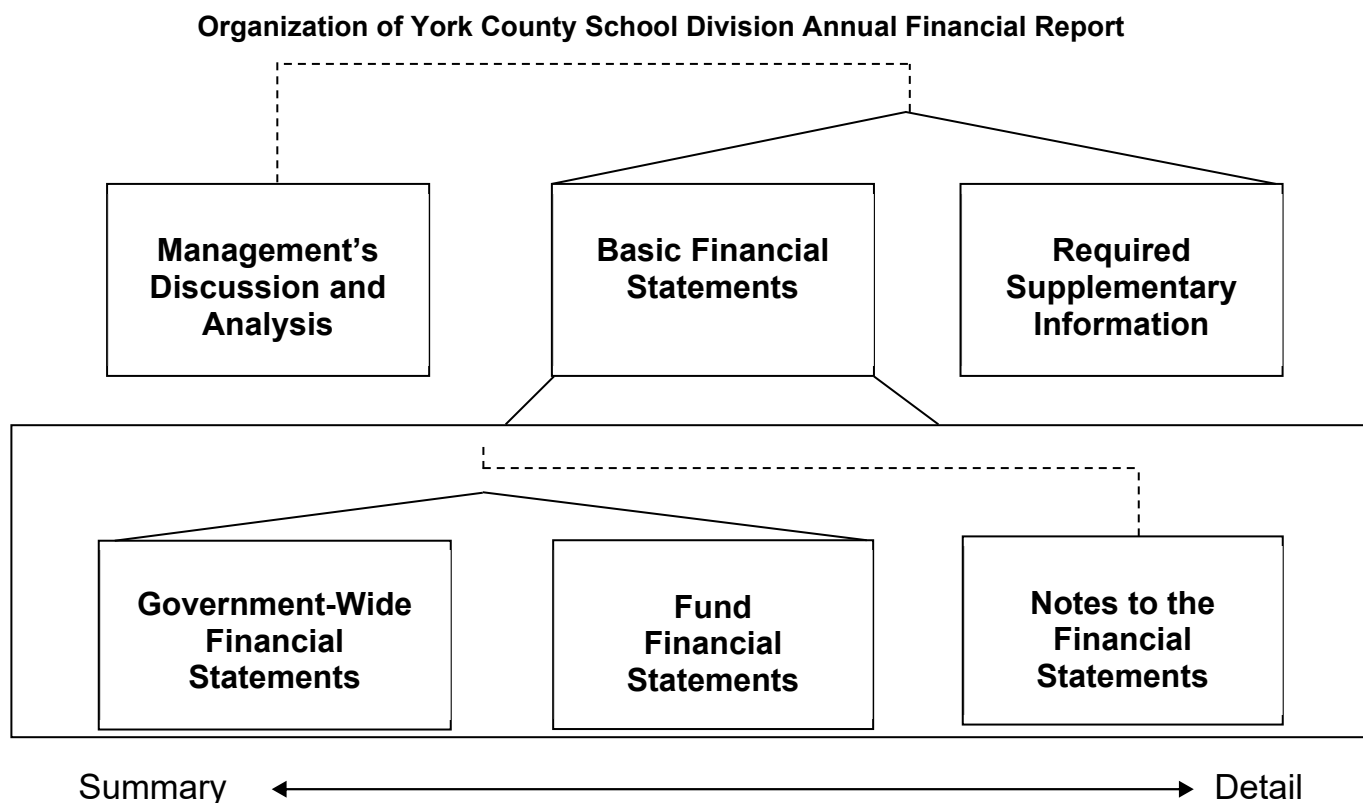 Organization of York County School Division Annual Financial Report
Management’s
Discussion and
Analysis
Basic Financial
Statements
Required
Supplementary
Information
Government-Wide
Financial
Statements
Fund
Financial
Statements
Notes to the
Financial
Statements
Summary
Detail